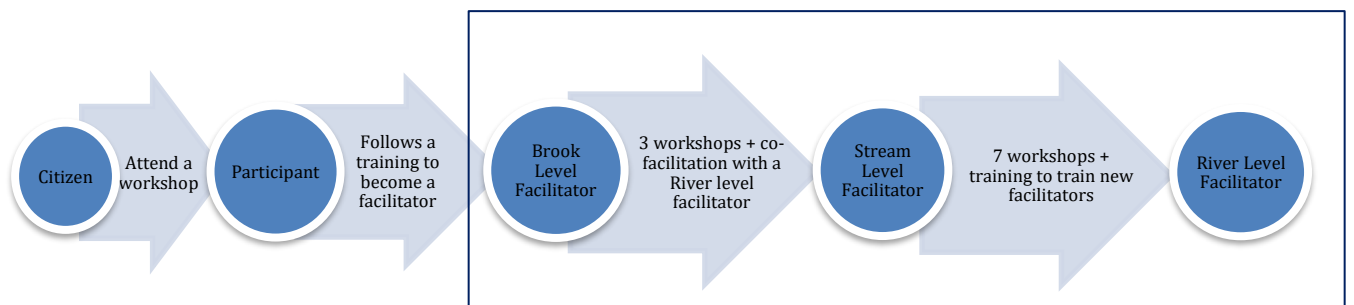 Citizen
Attend a
workshop
Participant
Follows a
training to
become a
facilitator
Brook
Level
Facilitator
3 workshops + co-
facilitation with a
River level
facilitator
Stream
Level
Facilitator
7 workshops +
training to train new
facilitators
River Level
Facilitator